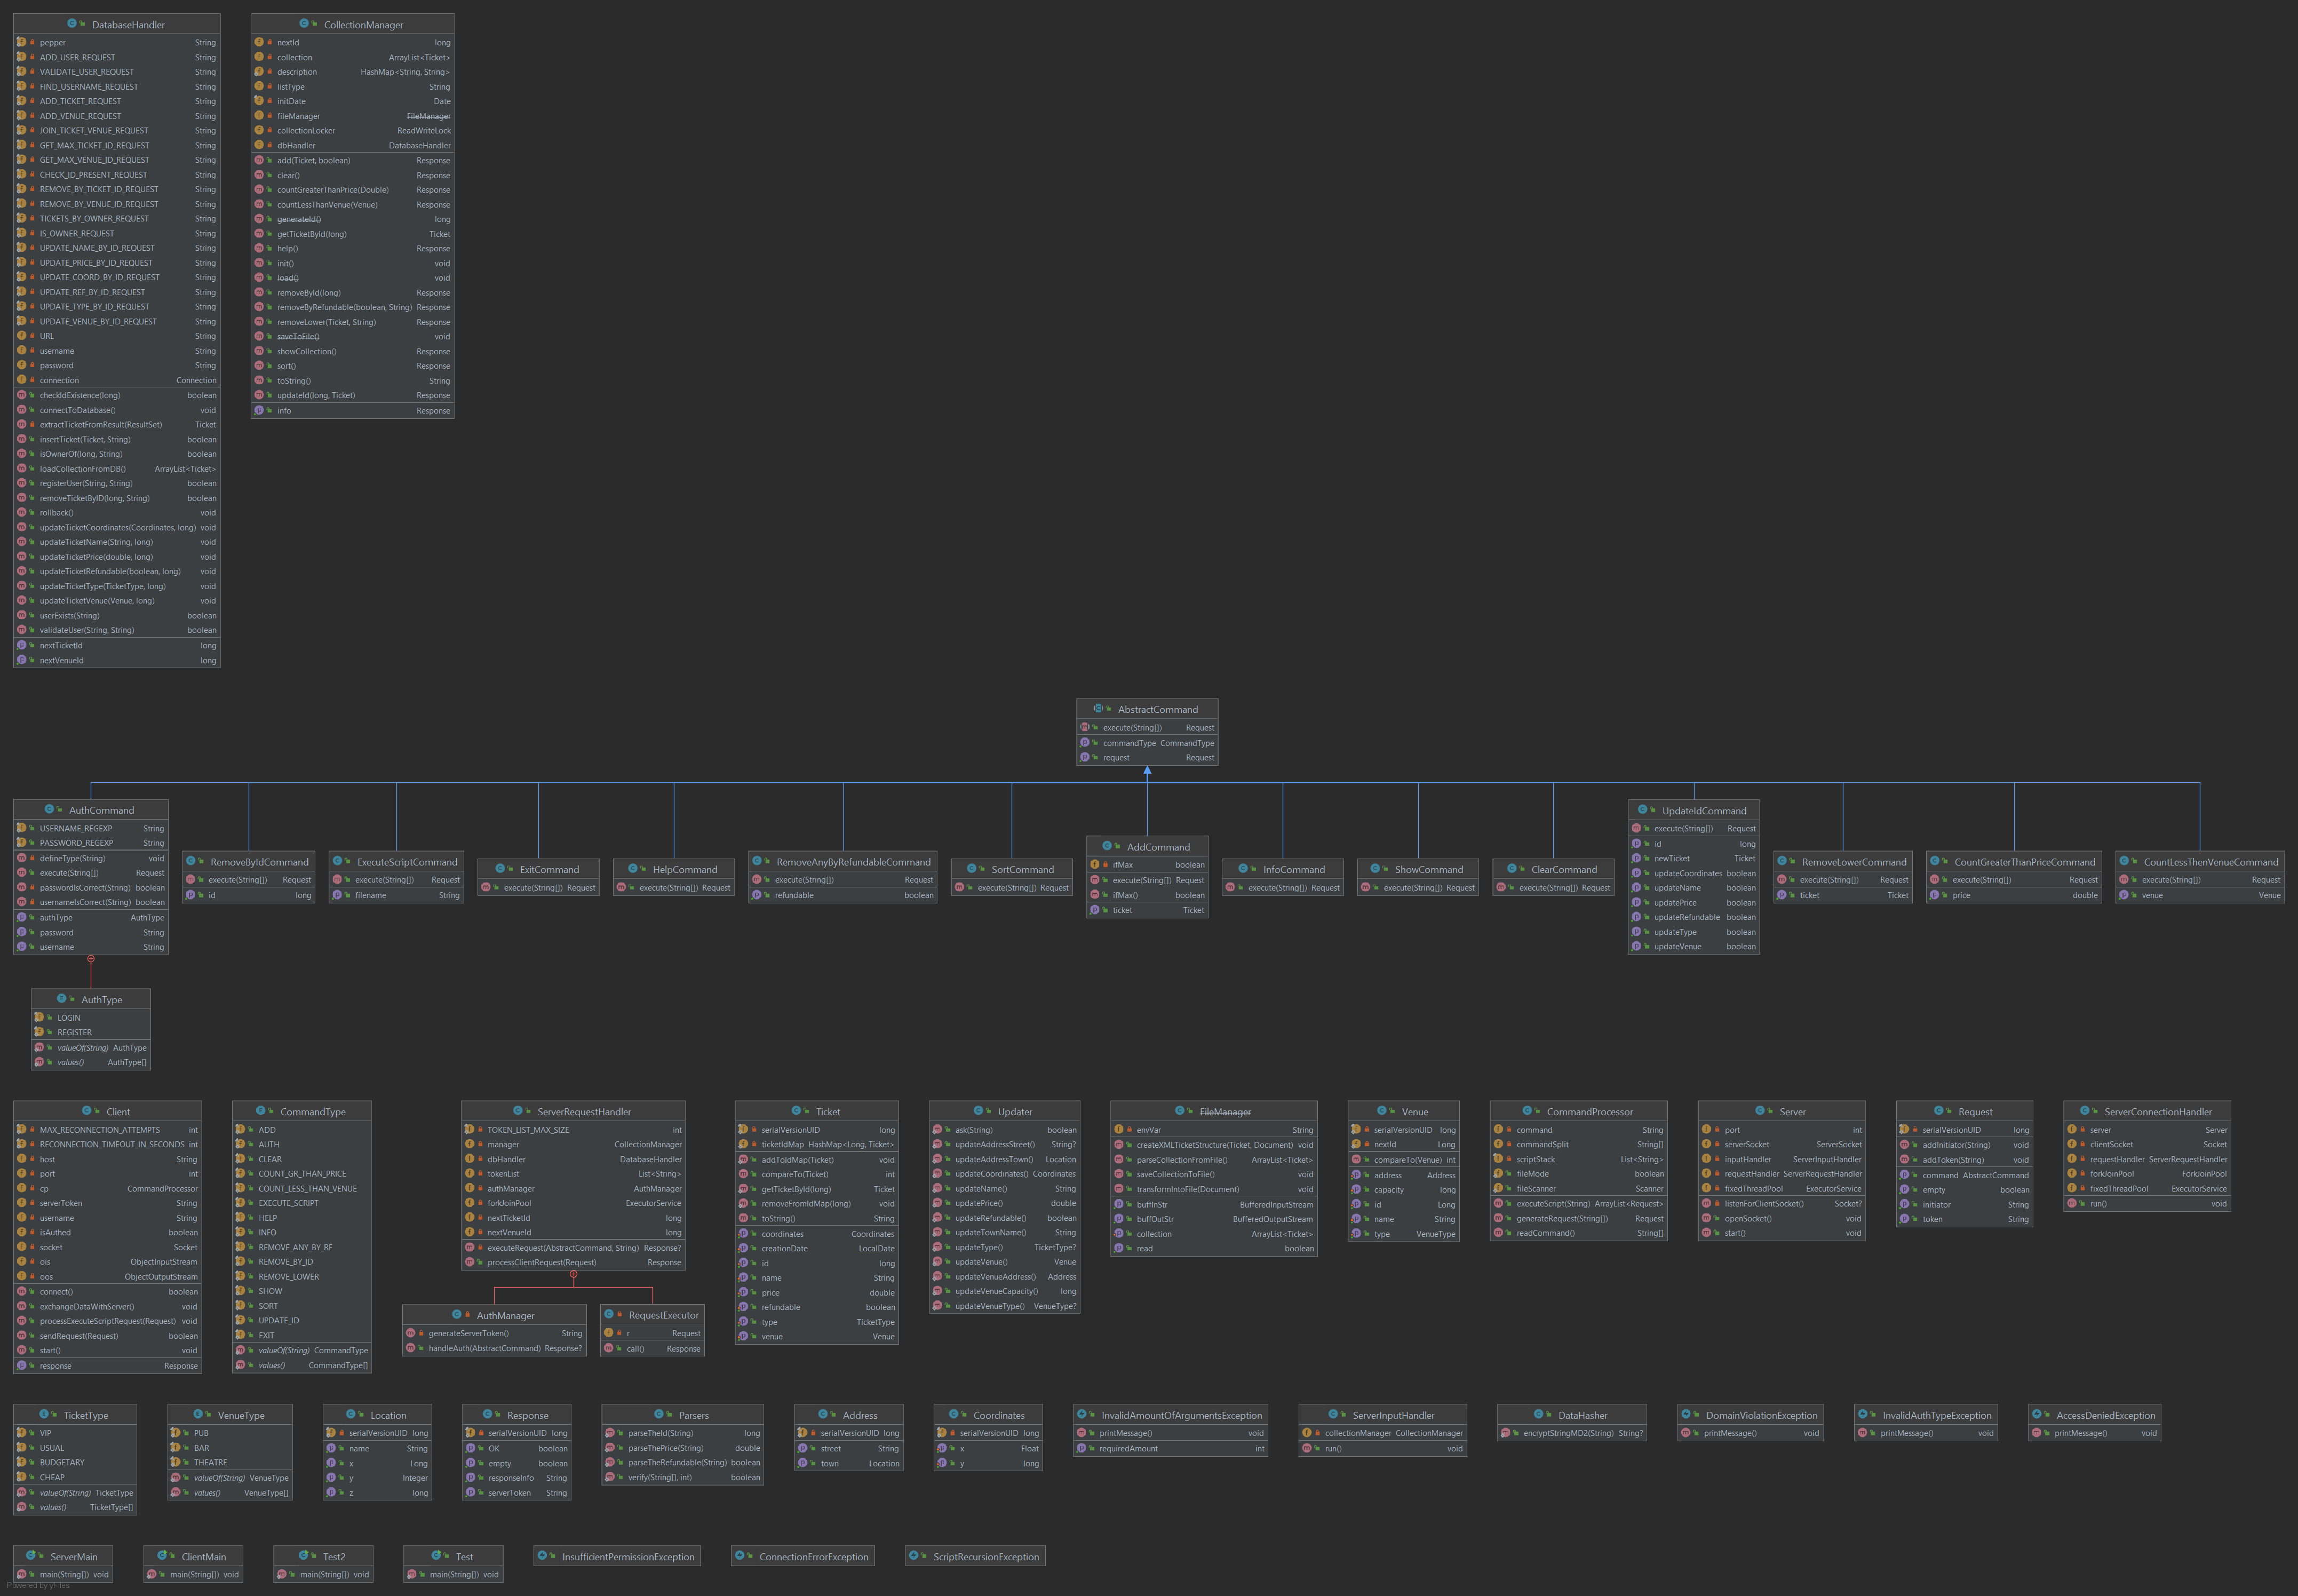 DatabaseHandler
pepper String
ADD_USER_REQUEST String
VALIDATE_USER_REQUEST String
FIND_USERNAME_REQUEST String
ADD_TICKET_REQUEST String
ADD_VENUE_REQUEST String
JOIN_TICKET_VENUE_REQUEST String
GET_MAX_TICKET_ID_REQUEST String
GET_MAX_VENUE_ID_REQUEST String
CHECK_ID_PRESENT_REQUEST String
REMOVE_BY_TICKET_ID_REQUEST String
REMOVE_BY_VENUE_ID_REQUEST String
TICKETS_BY_OWNER_REQUEST String
IS_OWNER_REQUEST String
UPDATE_NAME_BY_ID_REQUEST String
UPDATE_PRICE_BY_ID_REQUEST String
UPDATE_COORD_BY_ID_REQUEST String
UPDATE_REF_BY_ID_REQUEST String
UPDATE_TYPE_BY_ID_REQUEST String
UPDATE_VENUE_BY_ID_REQUEST String
URL String
username String
password String
connection Connection
checkIdExistence(long) boolean
connectToDatabase() void
extractTicketFromResult(ResultSet) Ticket
insertTicket(Ticket, String) boolean
isOwnerOf(long, String) boolean
loadCollectionFromDB() ArrayList<Ticket>
registerUser(String, String) boolean
removeTicketByID(long, String) boolean
rollback() void
updateTicketCoordinates(Coordinates, long) void
updateTicketName(String, long) void
updateTicketPrice(double, long) void
updateTicketRefundable(boolean, long) void
updateTicketType(TicketType, long) void
updateTicketVenue(Venue, long) void
userExists(String) boolean
validateUser(String, String) boolean
nextTicketId long
nextVenueId long
CollectionManager
nextId long
collection ArrayList<Ticket>
description HashMap<String, String>
listType String
initDate Date
fileManager FileManager
collectionLocker ReadWriteLock
dbHandler DatabaseHandler
add(Ticket, boolean) Response
clear() Response
countGreaterThanPrice(Double) Response
countLessThanVenue(Venue) Response
generateId() long
getTicketById(long) Ticket
help() Response
init() void
load() void
removeById(long) Response
removeByRefundable(boolean, String) Response
removeLower(Ticket, String) Response
saveToFile() void
showCollection() Response
sort() Response
toString() String
updateId(long, Ticket) Response
info Response
AbstractCommand
execute(String[]) Request
commandType CommandType
request Request
AuthCommand
USERNAME_REGEXP String
PASSWORD_REGEXP String
defineType(String) void
execute(String[]) Request
passwordIsCorrect(String) boolean
usernameIsCorrect(String) boolean
authType AuthType
password String
username String
RemoveByIdCommand
execute(String[]) Request
id long
ExecuteScriptCommand
execute(String[]) Request
filename String
ExitCommand
execute(String[]) Request
HelpCommand
execute(String[]) Request
RemoveAnyByRefundableCommand
execute(String[]) Request
refundable boolean
SortCommand
execute(String[]) Request
AddCommand
ifMax boolean
execute(String[]) Request
ifMax() boolean
ticket Ticket
InfoCommand
execute(String[]) Request
ShowCommand
execute(String[]) Request
ClearCommand
execute(String[]) Request
UpdateIdCommand
execute(String[]) Request
id long
newTicket Ticket
updateCoordinates boolean
updateName boolean
updatePrice boolean
updateRefundable boolean
updateType boolean
updateVenue boolean
RemoveLowerCommand
execute(String[]) Request
ticket Ticket
CountGreaterThanPriceCommand
execute(String[]) Request
price double
CountLessThenVenueCommand
execute(String[]) Request
venue Venue
AuthType
LOGIN
REGISTER
valueOf(String) AuthType
values() AuthType[]
Client
MAX_RECONNECTION_ATTEMPTS int
RECONNECTION_TIMEOUT_IN_SECONDS int
host String
port int
cp CommandProcessor
serverToken String
username String
isAuthed boolean
socket Socket
ois ObjectInputStream
oos ObjectOutputStream
connect() boolean
exchangeDataWithServer() void
processExecuteScriptRequest(Request) void
sendRequest(Request) boolean
start() void
response Response
CommandType
ADD
AUTH
CLEAR
COUNT_GR_THAN_PRICE
COUNT_LESS_THAN_VENUE
EXECUTE_SCRIPT
HELP
INFO
REMOVE_ANY_BY_RF
REMOVE_BY_ID
REMOVE_LOWER
SHOW
SORT
UPDATE_ID
EXIT
valueOf(String) CommandType
values() CommandType[]
ServerRequestHandler
TOKEN_LIST_MAX_SIZE int
manager CollectionManager
dbHandler DatabaseHandler
tokenList List<String>
authManager AuthManager
forkJoinPool ExecutorService
nextTicketId long
nextVenueId long
executeRequest(AbstractCommand, String) Response?
processClientRequest(Request) Response
AuthManager
generateServerToken() String
handleAuth(AbstractCommand) Response?
RequestExecutor
r Request
call() Response
Ticket
serialVersionUID long
ticketIdMap HashMap<Long, Ticket>
addToIdMap(Ticket) void
compareTo(Ticket) int
getTicketById(long) Ticket
removeFromIdMap(long) void
toString() String
coordinates Coordinates
creationDate LocalDate
id long
name String
price double
refundable boolean
type TicketType
venue Venue
Updater
ask(String) boolean
updateAddressStreet() String?
updateAddressTown() Location
updateCoordinates() Coordinates
updateName() String
updatePrice() double
updateRefundable() boolean
updateTownName() String
updateType() TicketType?
updateVenue() Venue
updateVenueAddress() Address
updateVenueCapacity() long
updateVenueType() VenueType?
FileManager
envVar String
createXMLTicketStructure(Ticket, Document) void
parseCollectionFromFile() ArrayList<Ticket>
saveCollectionToFile() void
transformIntoFile(Document) void
buffInStr BufferedInputStream
buffOutStr BufferedOutputStream
collection ArrayList<Ticket>
read boolean
Venue
serialVersionUID long
nextId Long
compareTo(Venue) int
address Address
capacity long
id Long
name String
type VenueType
CommandProcessor
command String
commandSplit String[]
scriptStack List<String>
fileMode boolean
fileScanner Scanner
executeScript(String) ArrayList<Request>
generateRequest(String[]) Request
readCommand() String[]
Server
port int
serverSocket ServerSocket
inputHandler ServerInputHandler
requestHandler ServerRequestHandler
fixedThreadPool ExecutorService
listenForClientSocket() Socket?
openSocket() void
start() void
Request
serialVersionUID long
addInitiator(String) void
addToken(String) void
command AbstractCommand
empty boolean
initiator String
token String
ServerConnectionHandler
server Server
clientSocket Socket
requestHandler ServerRequestHandler
forkJoinPool ForkJoinPool
fixedThreadPool ExecutorService
run() void
TicketType
VIP
USUAL
BUDGETARY
CHEAP
valueOf(String) TicketType
values() TicketType[]
VenueType
PUB
BAR
THEATRE
valueOf(String) VenueType
values() VenueType[]
Location
serialVersionUID long
name String
x Long
y Integer
z long
Response
serialVersionUID long
OK boolean
empty boolean
responseInfo String
serverToken String
Parsers
parseTheId(String) long
parseThePrice(String) double
parseTheRefundable(String) boolean
verify(String[], int) boolean
Address
serialVersionUID long
street String
town Location
Coordinates
serialVersionUID long
x Float
y long
InvalidAmountOfArgumentsException
printMessage() void
requiredAmount int
ServerInputHandler
collectionManager CollectionManager
run() void
DataHasher
encryptStringMD2(String) String?
DomainViolationException
printMessage() void
InvalidAuthTypeException
printMessage() void
AccessDeniedException
printMessage() void
ServerMain
main(String[]) void
ClientMain
main(String[]) void
Test2
main(String[]) void
Test
main(String[]) void
InsufficientPermissionException
ConnectionErrorException
ScriptRecursionException
Powered by yFiles